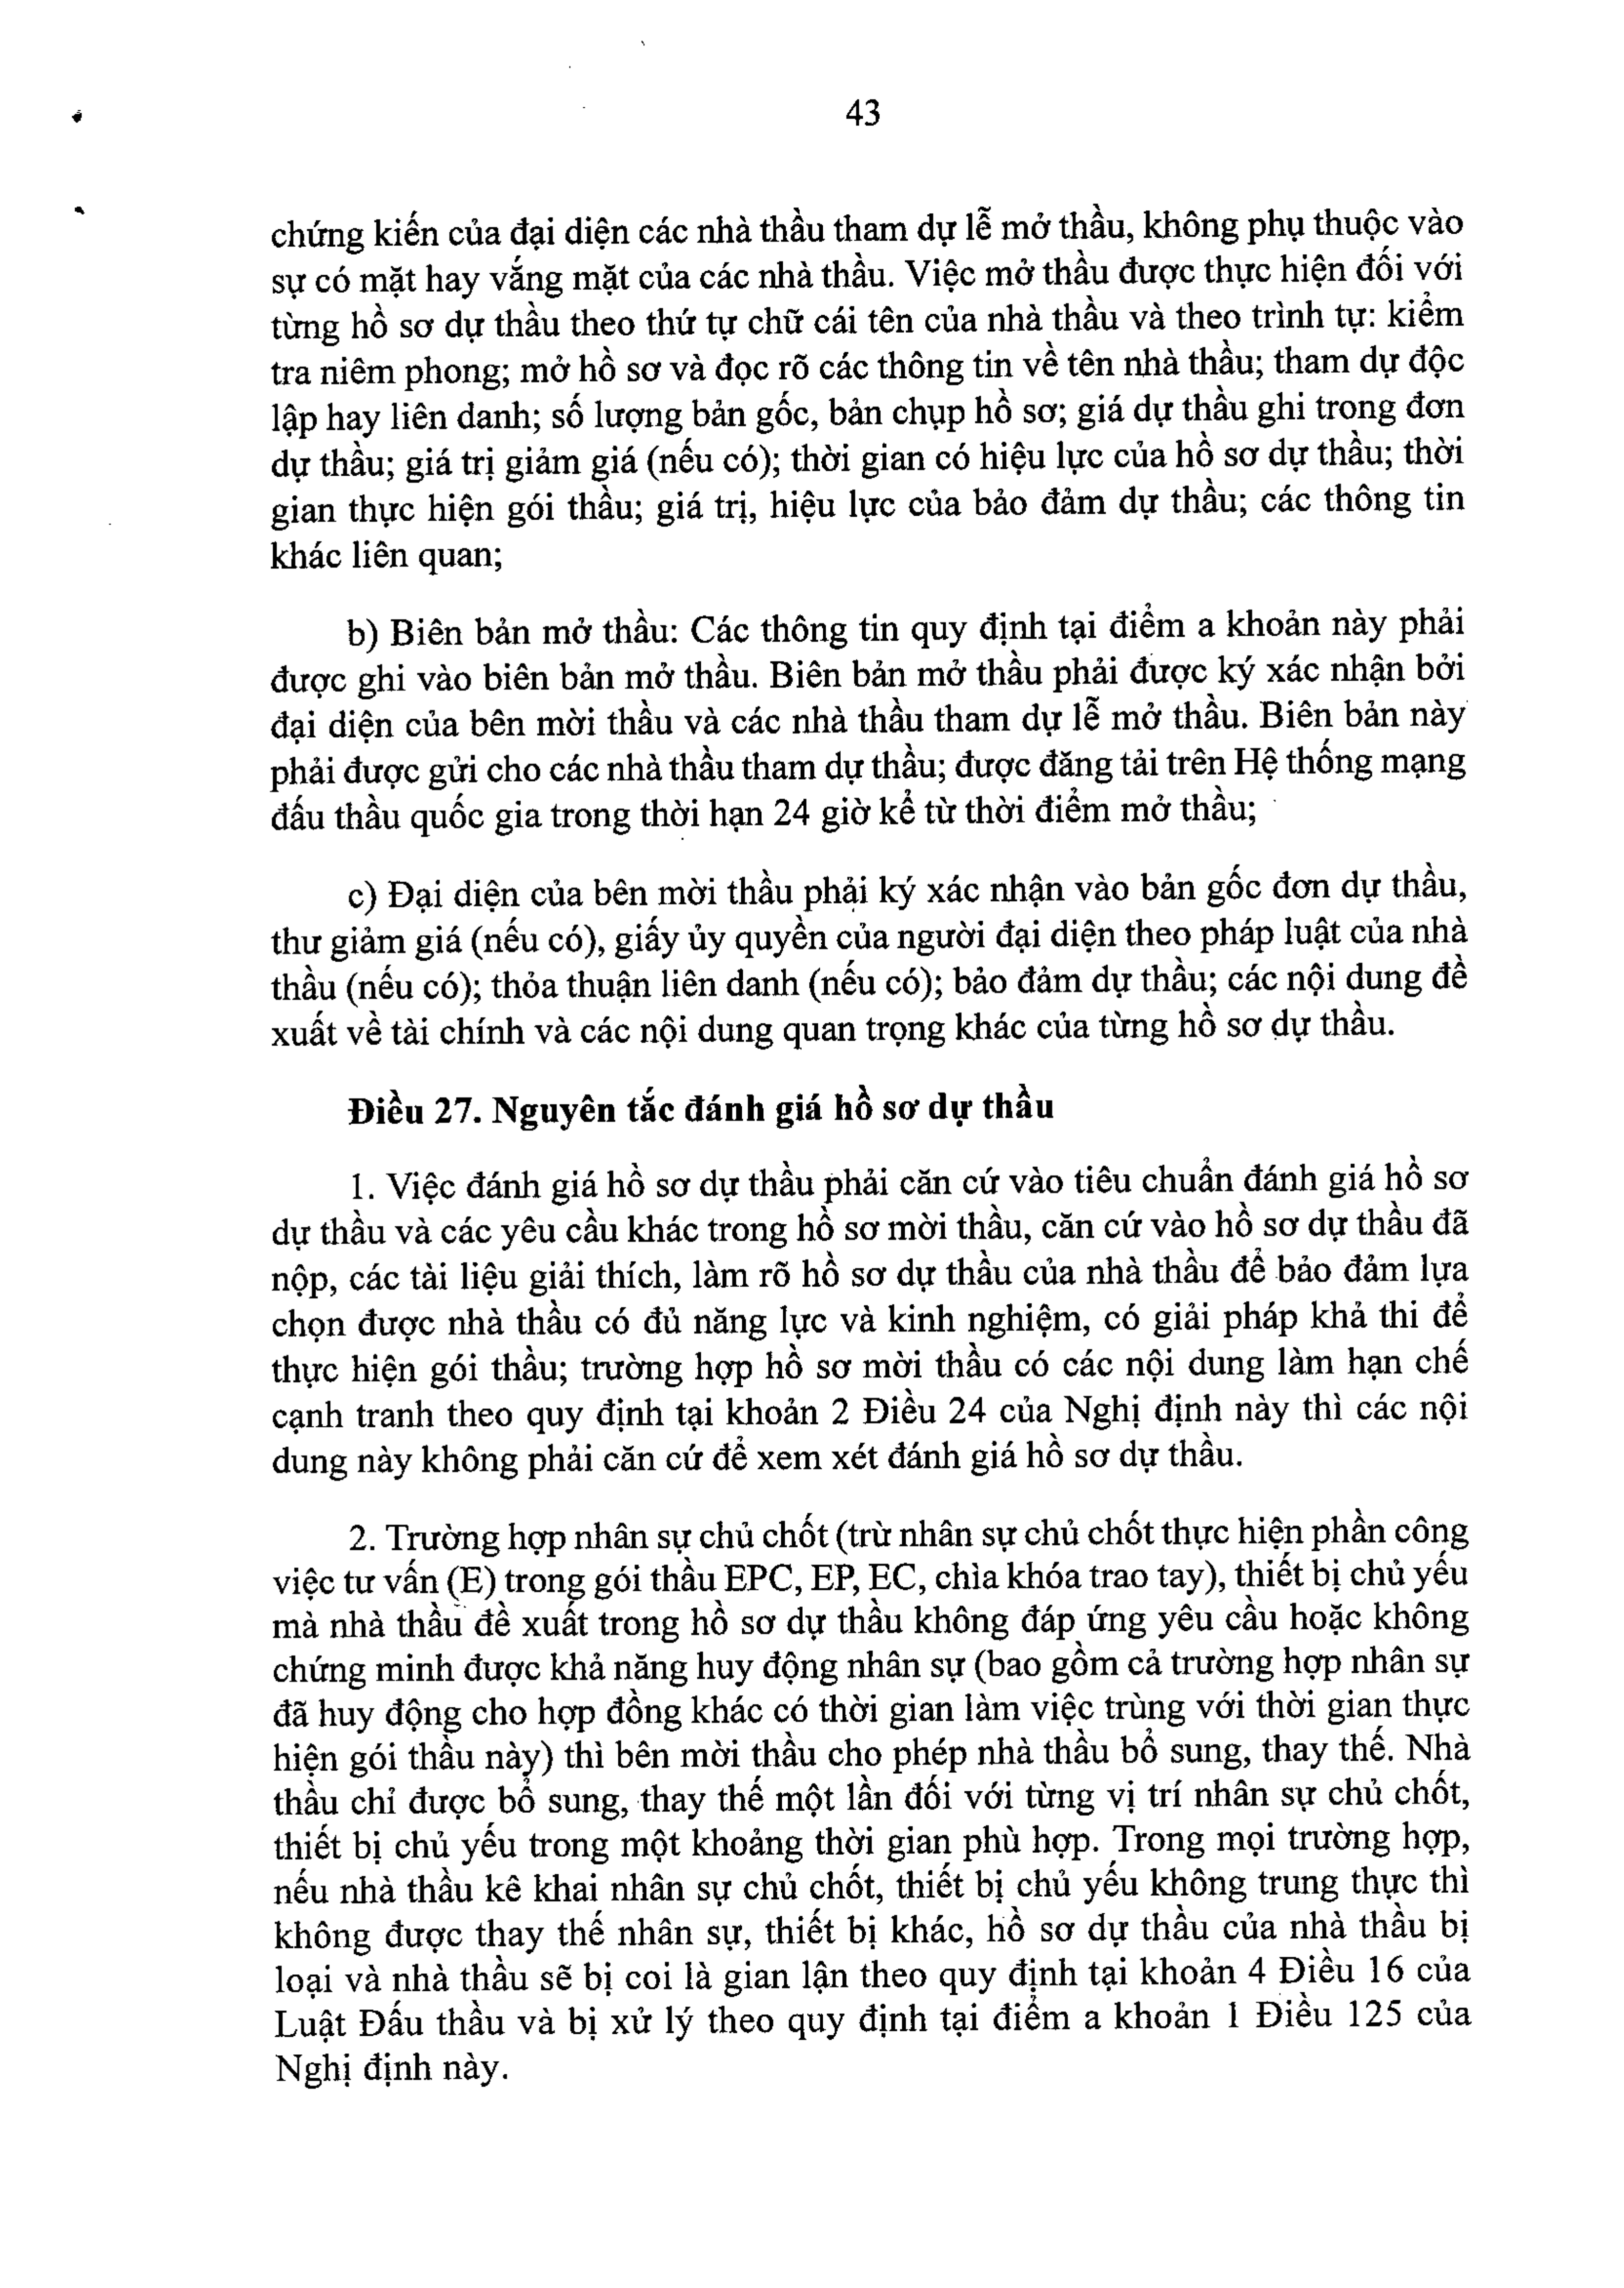 43
chứng kiến của đại diện các nhà thầu tham dự lễ mở thầu, không phụ thuộc vào
sự có mặt hay vắng mặt của các nhà thầu. Việc mở thầu được thực hiện đối với
từng hồ sơ dự thầu theo thứ tự chữ cái tên của nhà thầu và theo trình tự: kiểm
tra niêm phong; mở hồ sơ và đọc rõ các thông tin về tên nhà thầu; tham dự độc
lập hay liên danh; số lượng bản gốc, bản chụp hồ sơ; giá dự thầu ghi trong đơn
dự thầu; giá trị giảm giá (nếu có); thời gian có hiệu lực của hồ sơ dự thầu; thời
gian thực hiện gói thầu; giá trị, hiệu lực của bảo đảm dự thầu; các thông tin
khác liên quan;
b) Biên bản mở thầu: Các thông tin quy định tại điểm a khoản này phải
được ghi vào biên bản mở thầu. Biên bản mở thầu phải được ký xác nhận bởi
đại diện của bên mời thầu và các nhà thầu tham dự lễ mở thầu. Biên bản này
phải được gửi cho các nhà thầu tham dự thầu; được đăng tải trên Hệ thống mạng
đấu thầu quốc gia trong thời hạn 24 giờ kể từ thời điểm mở thầu;
c) Đại diện của bên mời thầu phải ký xác nhận vào bản gốc đơn dự thầu,
thư giảm giá (nếu có), giấy ủy quyền của người đại diện theo pháp luật của nhà
thầu (nếu có); thỏa thuận liên danh (nếu có); bảo đảm dự thầu; các nội dung đề
xuất về tài chính và các nội dung quan trọng khác của từng hồ sơ dự thầu.
Điều 27. Nguyên tắc đánh giá hồ sơ dự thầu
1. Việc đánh giá hồ sơ dự thầu phải căn cứ vào tiêu chuẩn đánh giá hồ sơ
dự thầu và các yêu cầu khác trong hồ sơ mời thầu, căn cứ vào hồ sơ dự thầu đã
nộp, các tài liệu giải thích, làm rõ hồ sơ dự thầu của nhà thầu để bảo đảm lựa
chọn được nhà thầu có đủ năng lực và kinh nghiệm, có giải pháp khả thi để
thực hiện gói thầu; trường hợp hồ sơ mời thầu có các nội dung làm hạn chế
cạnh tranh theo quy định tại khoản 2 Điều 24 của Nghị định này thì các nội
dung này không phải căn cứ để xem xét đánh giá hồ sơ dự thầu.
2. Trường hợp nhân sự chủ chốt (trừ nhân sự chủ chốt thực hiện phần công
việc tư vấn (E) trong gói thầu EPC, EP, EC, chìa khóa trao tay), thiết bị chủ yếu
mà nhà thầu đề xuất trong hồ sơ dự thầu không đáp ứng yêu cầu hoặc không
chứng minh được khả năng huy động nhân sự (bao gồm cả trường hợp nhân sự
đã huy động cho hợp đồng khác có thời gian làm việc trùng với thời gian thực
hiện gói thầu này) thì bên mời thầu cho phép nhà thầu bổ sung, thay thế. Nhà
thầu chỉ được bổ sung, thay thế một lần đối với từng vị trí nhân sự chủ chốt,
thiết bị chủ yếu trong một khoảng thời gian phù hợp. Trong mọi trường hợp,
nếu nhà thầu kê khai nhân sự chủ chốt, thiết bị chủ yếu không trung thực thì
không được thay thế nhân sự, thiết bị khác, hồ sơ dự thầu của nhà thầu bị
loại và nhà thầu sẽ bị coi là gian lận theo quy định tại khoản 4 Điều 16 của
Luật Đấu thầu và bị xử lý theo quy định tại điểm a khoản 1 Điều 125 của
Nghị định này.